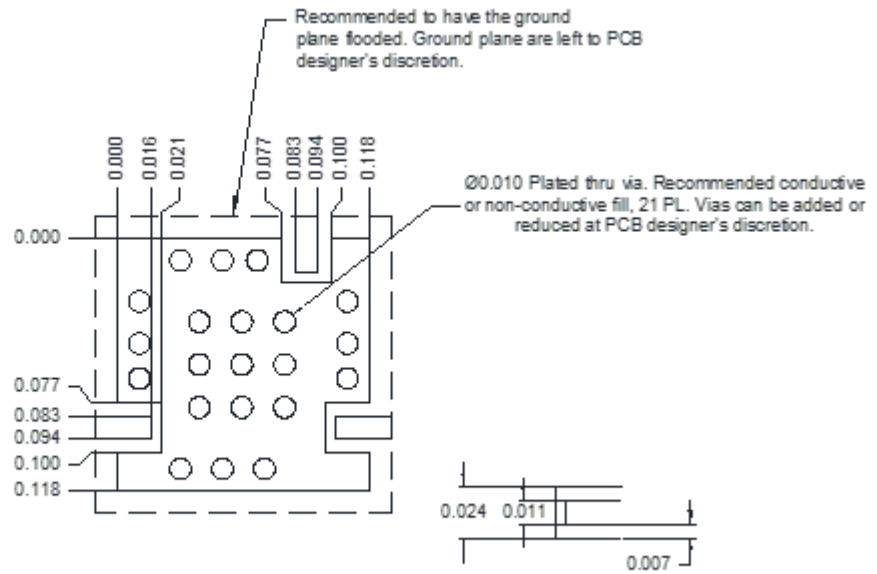 Recommended to have the ground
plane flooded. Ground plane are left to PCB
designer's discretion.
0.000
0.016
0.021
0.077
0.083
0.094
0.100
0.118
Ø0.010 Plated thru via. Recommended conductive
or non-conductive fill, 21 PL. Vias can be added or
reduced at PCB designer's discretion.
0.000
0.077
0.083
0.094
0.100
0.118
0.024 0.011
0.007